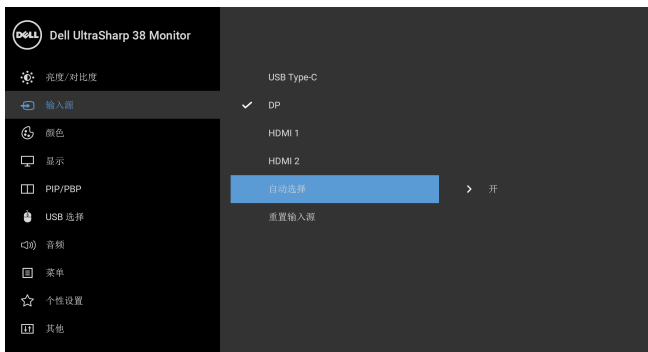 DELL Dell UltraSharp 38 Monitor
亮度/对比度
输入源
颜色
显示
PIP/PBP
USB 选择
音频
菜单
个性设置
其他
USB Type-C
DP
HDMI 1
HDMI 2
自动选择 开
重置输入源